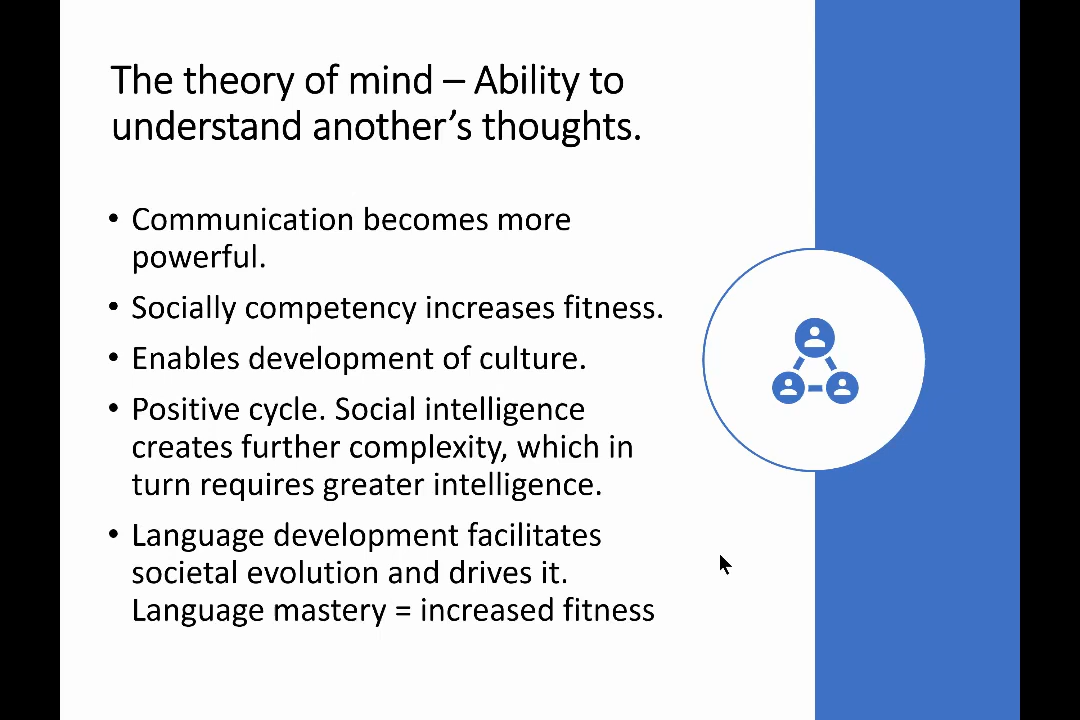 The theory of mind – Ability to
understand another’s thoughts.
• Communication becomes more
powerful.
• Socially competency increases fitness.
• Enables development of culture.
• Positive cycle. Social intelligence
creates further complexity, which in
turn requires greater intelligence.
• Language development facilitates
societal evolution and drives it.
Language mastery = increased fitness